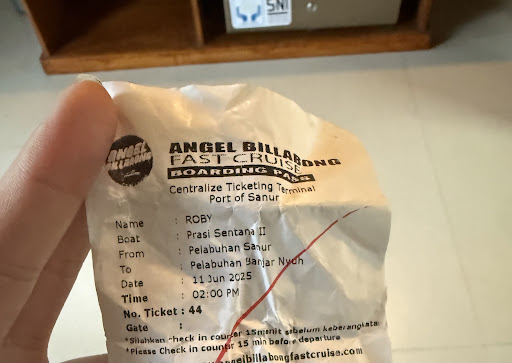 SNI
ANGEL
BILLABONG
ANGEL BILLABONG
FAST CRUISE
BOARDING PASS
Centralize Ticketing Terminal
Port of Sanur
Name : ROBY
Boat : Prasi Sentana II
From : Pelabuhan Sanur
To : Pelabuhan Banjar Nyuh
Date : 11 Jun 2025
Time : 02:00 PM
No. Ticket : 44
Gate :
*Silahkan check in counter 15menit sebelum keberangkatan
*Please Check in counter 15 min before departure
angelbillabongfastcruise.com